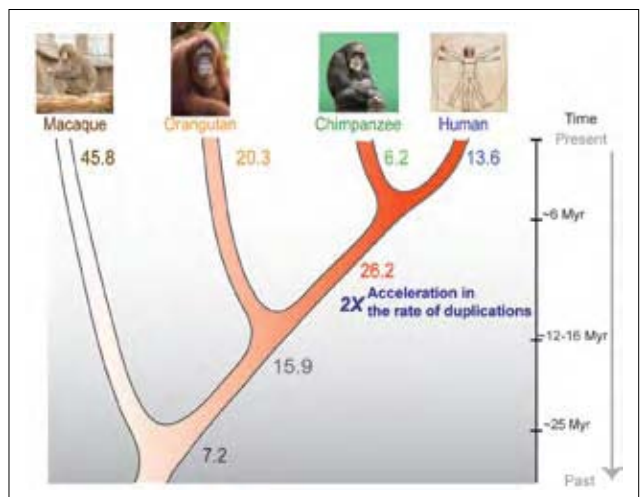 Macaque
Orangutan
Chimpanzee
Human
Time
Present
45.8
20.3
6.2
13.6
~6 Myr
26.2
2X Acceleration in
the rate of duplications
~12-16 Myr
15.9
~25 Myr
7.2
Past